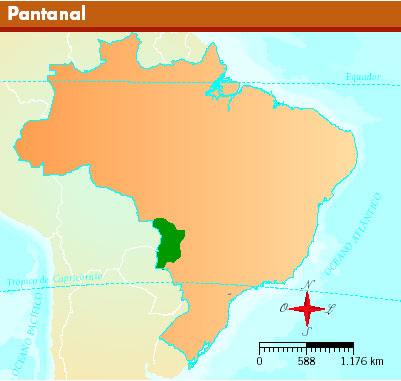 Pantanal
Equador
OCEANO ATLÂNTICO
Trópico de Capricórnio
OCEANO PACÍFICO
N
O
L
S
0
588
1.176 km